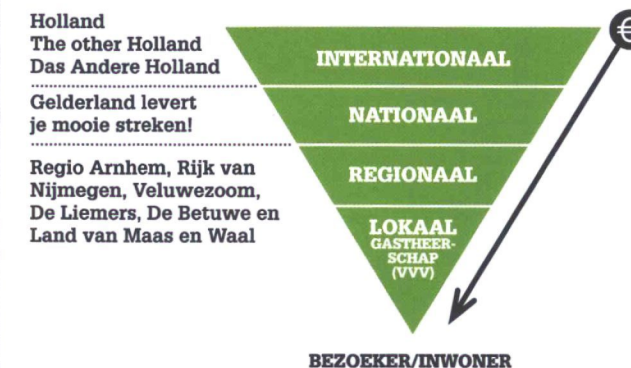 Holland
The other Holland
Das Andere Holland
Gelderland levert
je mooie streken!
Regio Arnhem, Rijk van
Nijmegen, Veluwezoom,
De Liemers, De Betuwe en
Land van Maas en Waal
INTERNATIONAAL
NATIONAAL
REGIONAAL
LOKAAL
GASTHEER-
SCHAP
(VVV)
€
BEZOEKER/INWONER